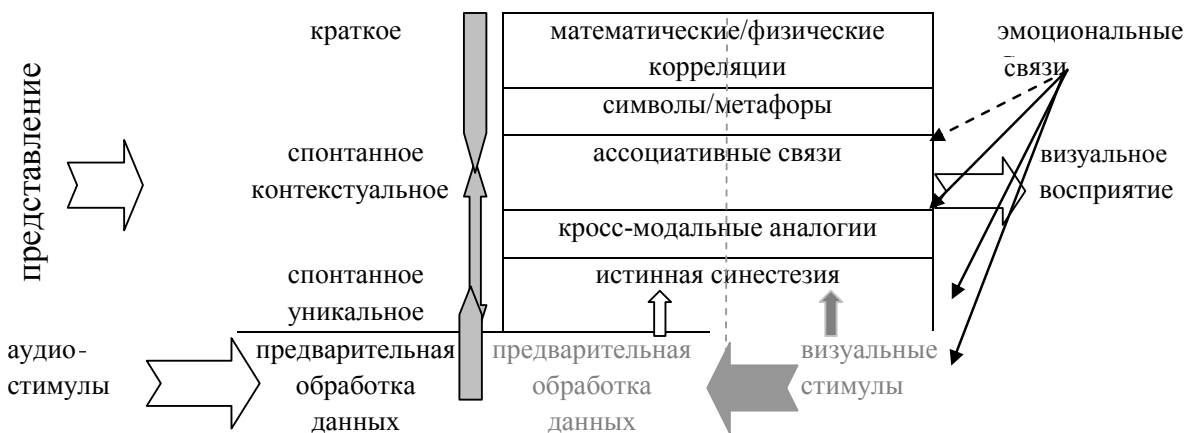 представление
краткое
спонтанное
контекстуальное
спонтанное
уникальное
математические/физические
корреляции
символы/метафоры
ассоциативные связи
кросс-модальные аналогии
истинная синестезия
эмоциональные
связи
визуальное
восприятие
аудио-
стимулы
предварительная
обработка
данных
предварительная
обработка
данных
визуальные
стимулы